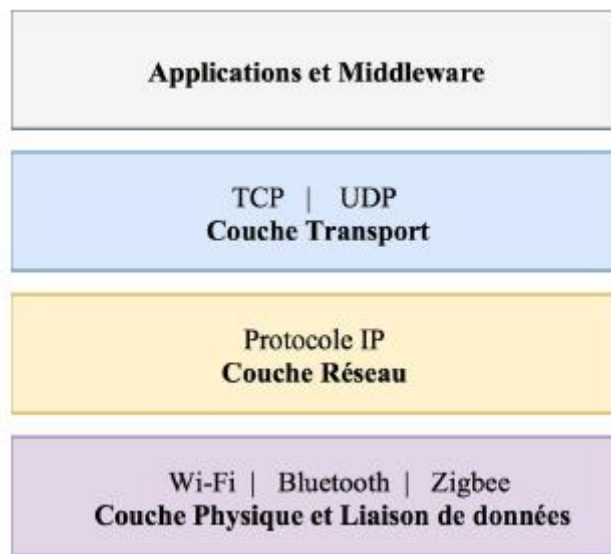 Applications et Middleware
TCP | UDP
Couche Transport
Protocole IP
Couche Réseau
Wi-Fi | Bluetooth | Zigbee
Couche Physique et Liaison de données